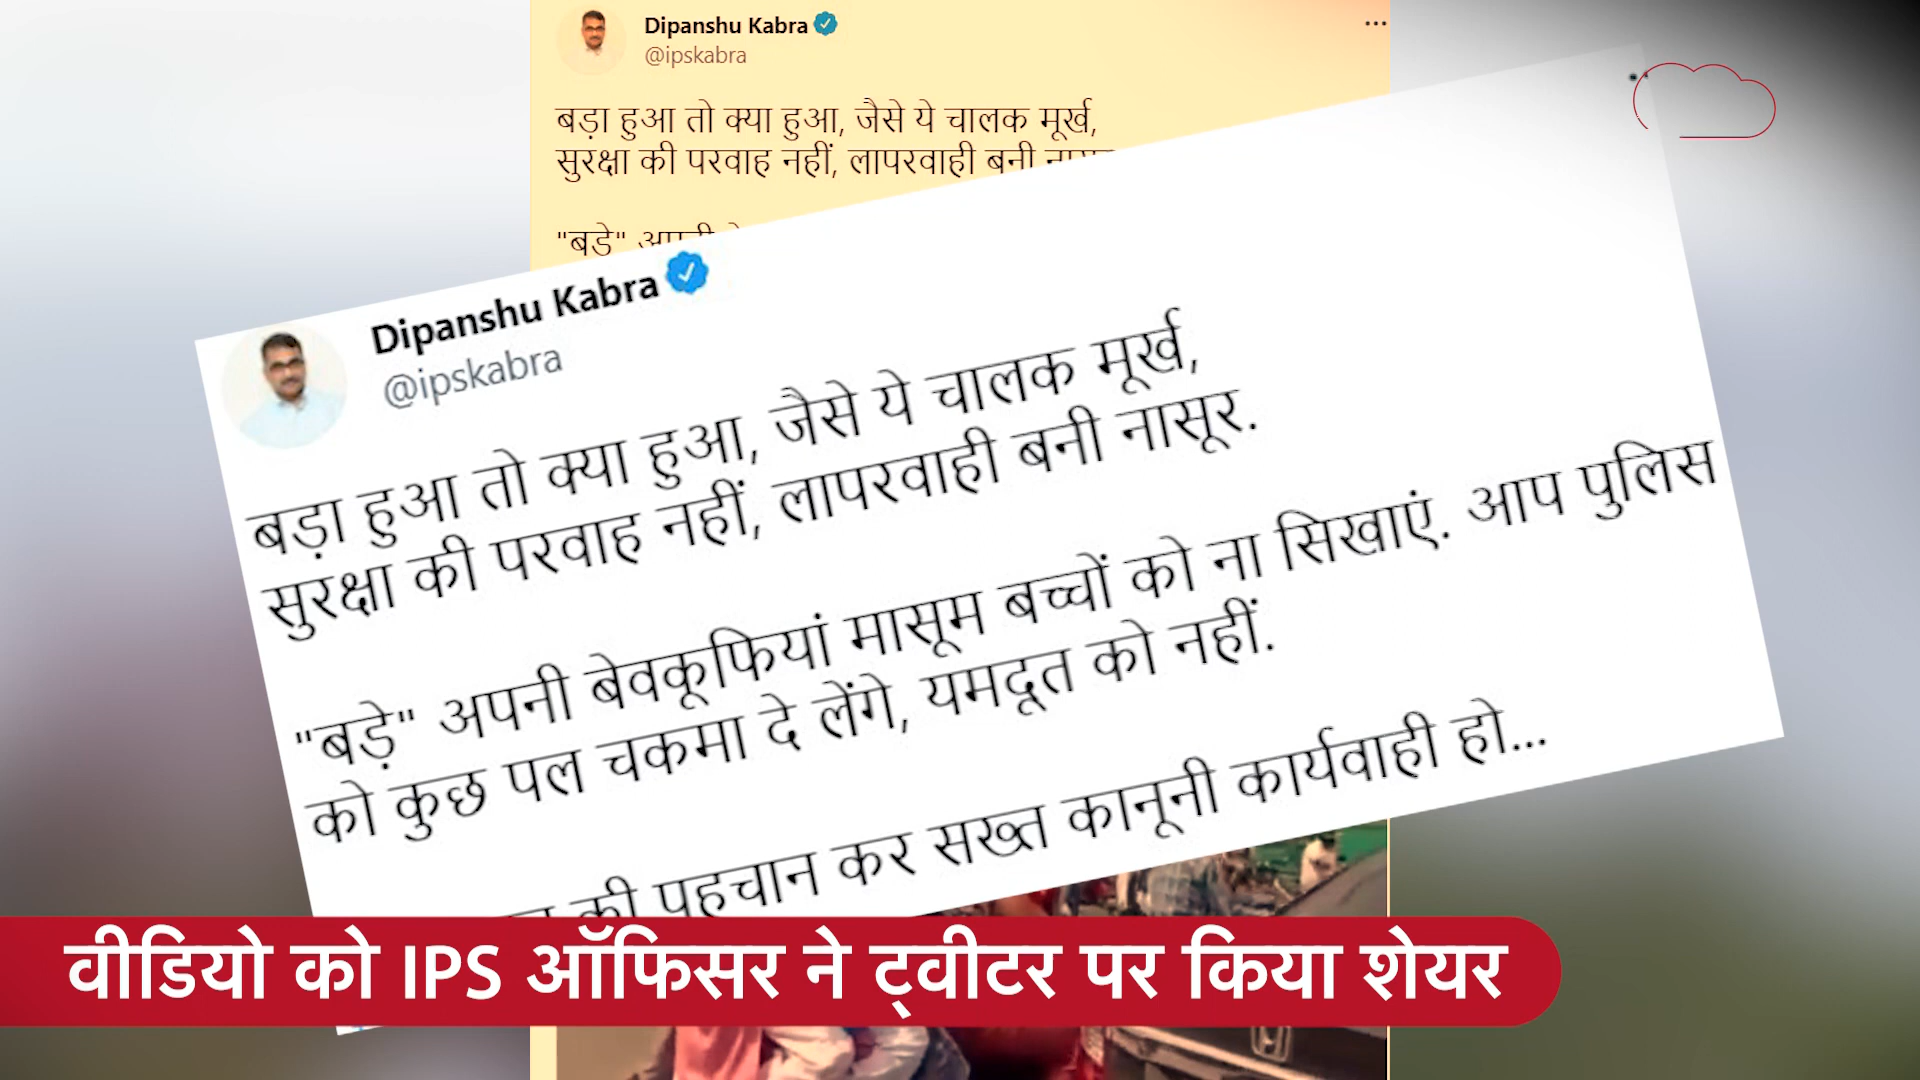 Dipanshu Kabra
@ipskabra
बड़ा हुआ तो क्या हुआ, जैसे ये चालक मूर्ख,
सुरक्षा की परवाह नहीं, लापरवाही बनी
"बड़े" अपनी
Dipanshu Kabra
@ipskabra
बड़ा हुआ तो क्या हुआ, जैसे ये चालक मूर्ख,
सुरक्षा की परवाह नहीं, लापरवाही बनी नासूर.
"बड़े" अपनी बेवकूफियां मासूम बच्चों को ना सिखाएं. आप पुलिस
को कुछ पल चकमा दे लेंगे, यमदूत को नहीं.
की पहचान कर सख्त कानूनी कार्यवाही हो...
वीडियो को IPS ऑफिसर ने ट्वीटर पर किया शेयर